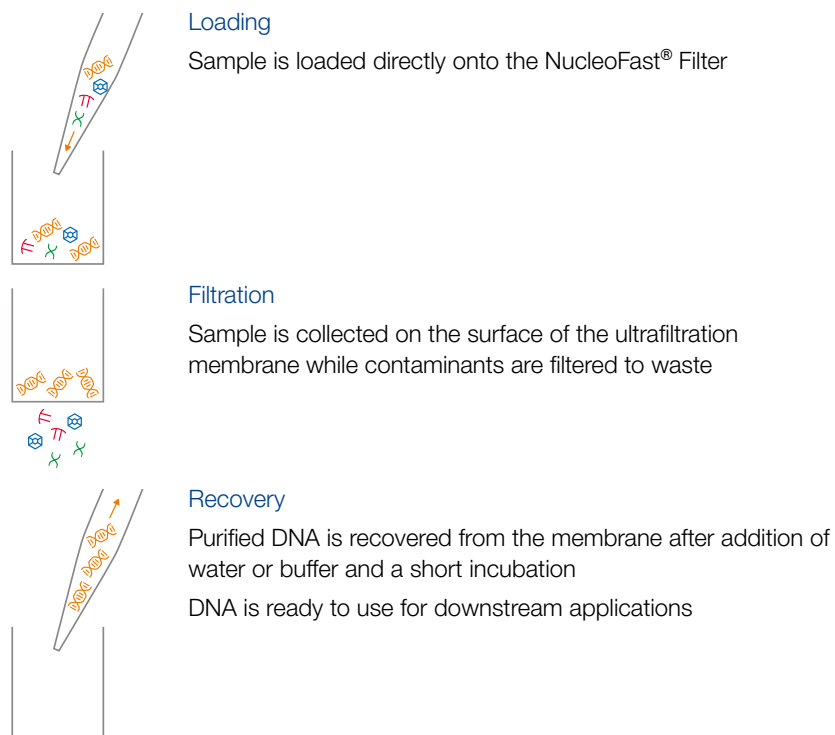 Loading
Sample is loaded directly onto the NucleoFast® Filter
Filtration
Sample is collected on the surface of the ultrafiltration
membrane while contaminants are filtered to waste
Recovery
Purified DNA is recovered from the membrane after addition of
water or buffer and a short incubation
DNA is ready to use for downstream applications